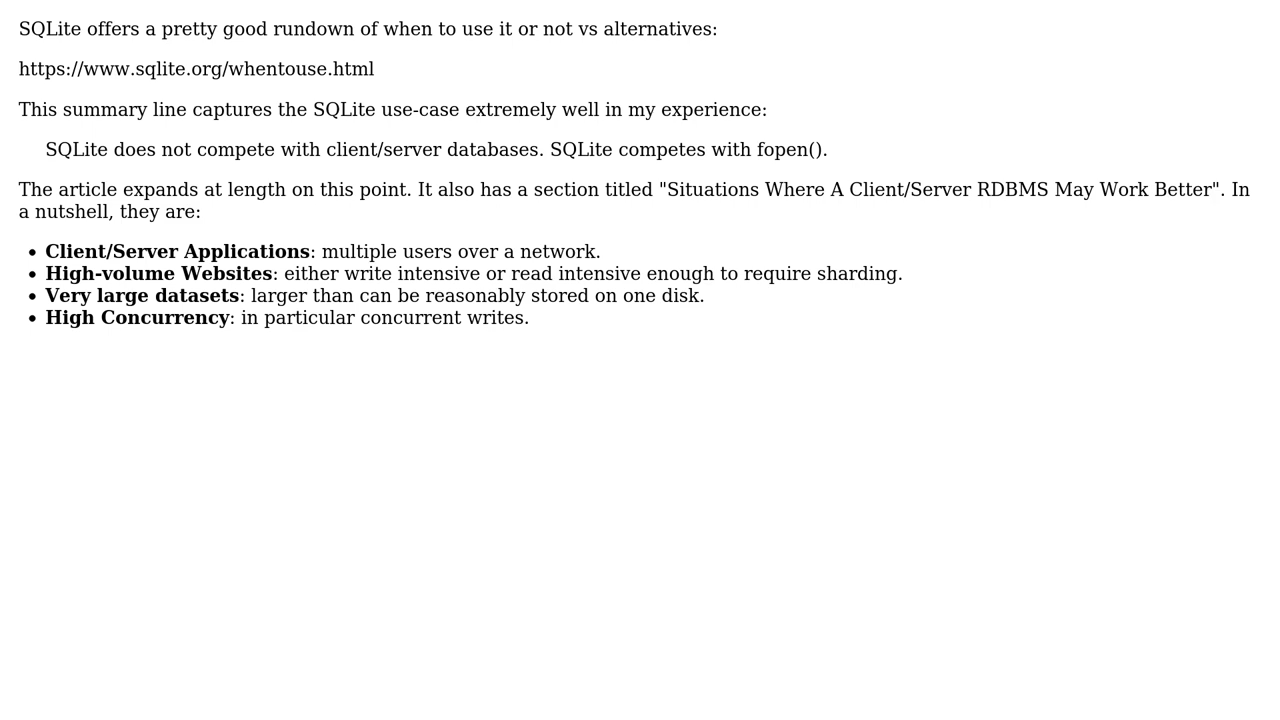 SQLite offers a pretty good rundown of when to use it or not vs alternatives:
https://www.sqlite.org/whentouse.html
This summary line captures the SQLite use-case extremely well in my experience:
SQLite does not compete with client/server databases. SQLite competes with fopen().
The article expands at length on this point. It also has a section titled "Situations Where A Client/Server RDBMS May Work Better". In
a nutshell, they are:
• Client/Server Applications: multiple users over a network.
• High-volume Websites: either write intensive or read intensive enough to require sharding.
• Very large datasets: larger than can be reasonably stored on one disk.
• High Concurrency: in particular concurrent writes.